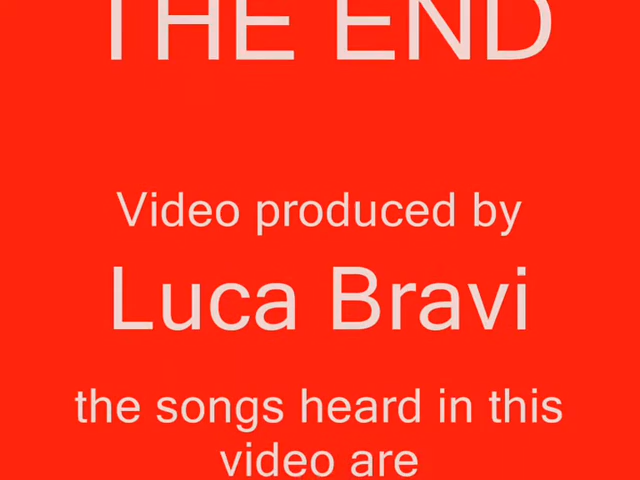 THE END
Video produced by
Luca Bravi
the songs heard in this
video are